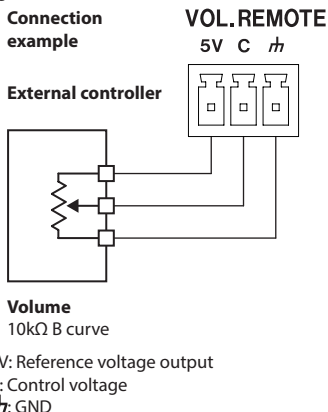 Connection
example
VOL.REMOTE
5V C
External controller
Volume
10kΩ B curve
V: Reference voltage output
: Control voltage
: GND